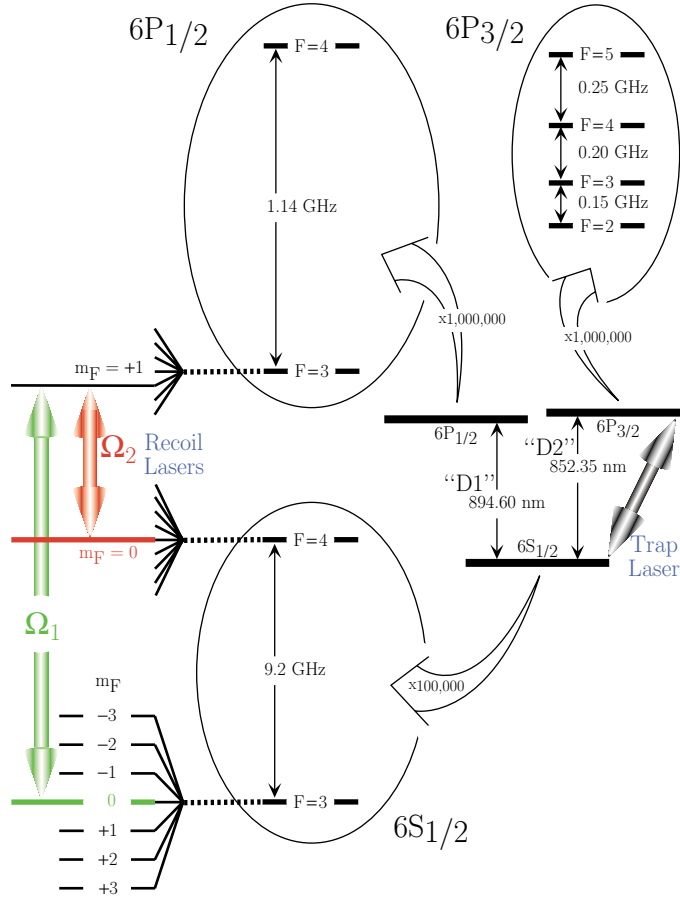 6P1/2
6P3/2
F=4
F=5
0.25 GHz
F=4
0.20 GHz
F=3
0.15 GHz
F=2
1.14 GHz
x1,000,000
x1,000,000
mF = +1
F=3
6P1/2
6P3/2
Ω2
Recoil
Lasers
“D1”
894.60 nm
“D2”
852.35 nm
mF = 0
F=4
6S1/2
Trap
Laser
Ω1
9.2 GHz
x100,000
mF
−3
−2
−1
0
F=3
+1
6S1/2
+2
+3